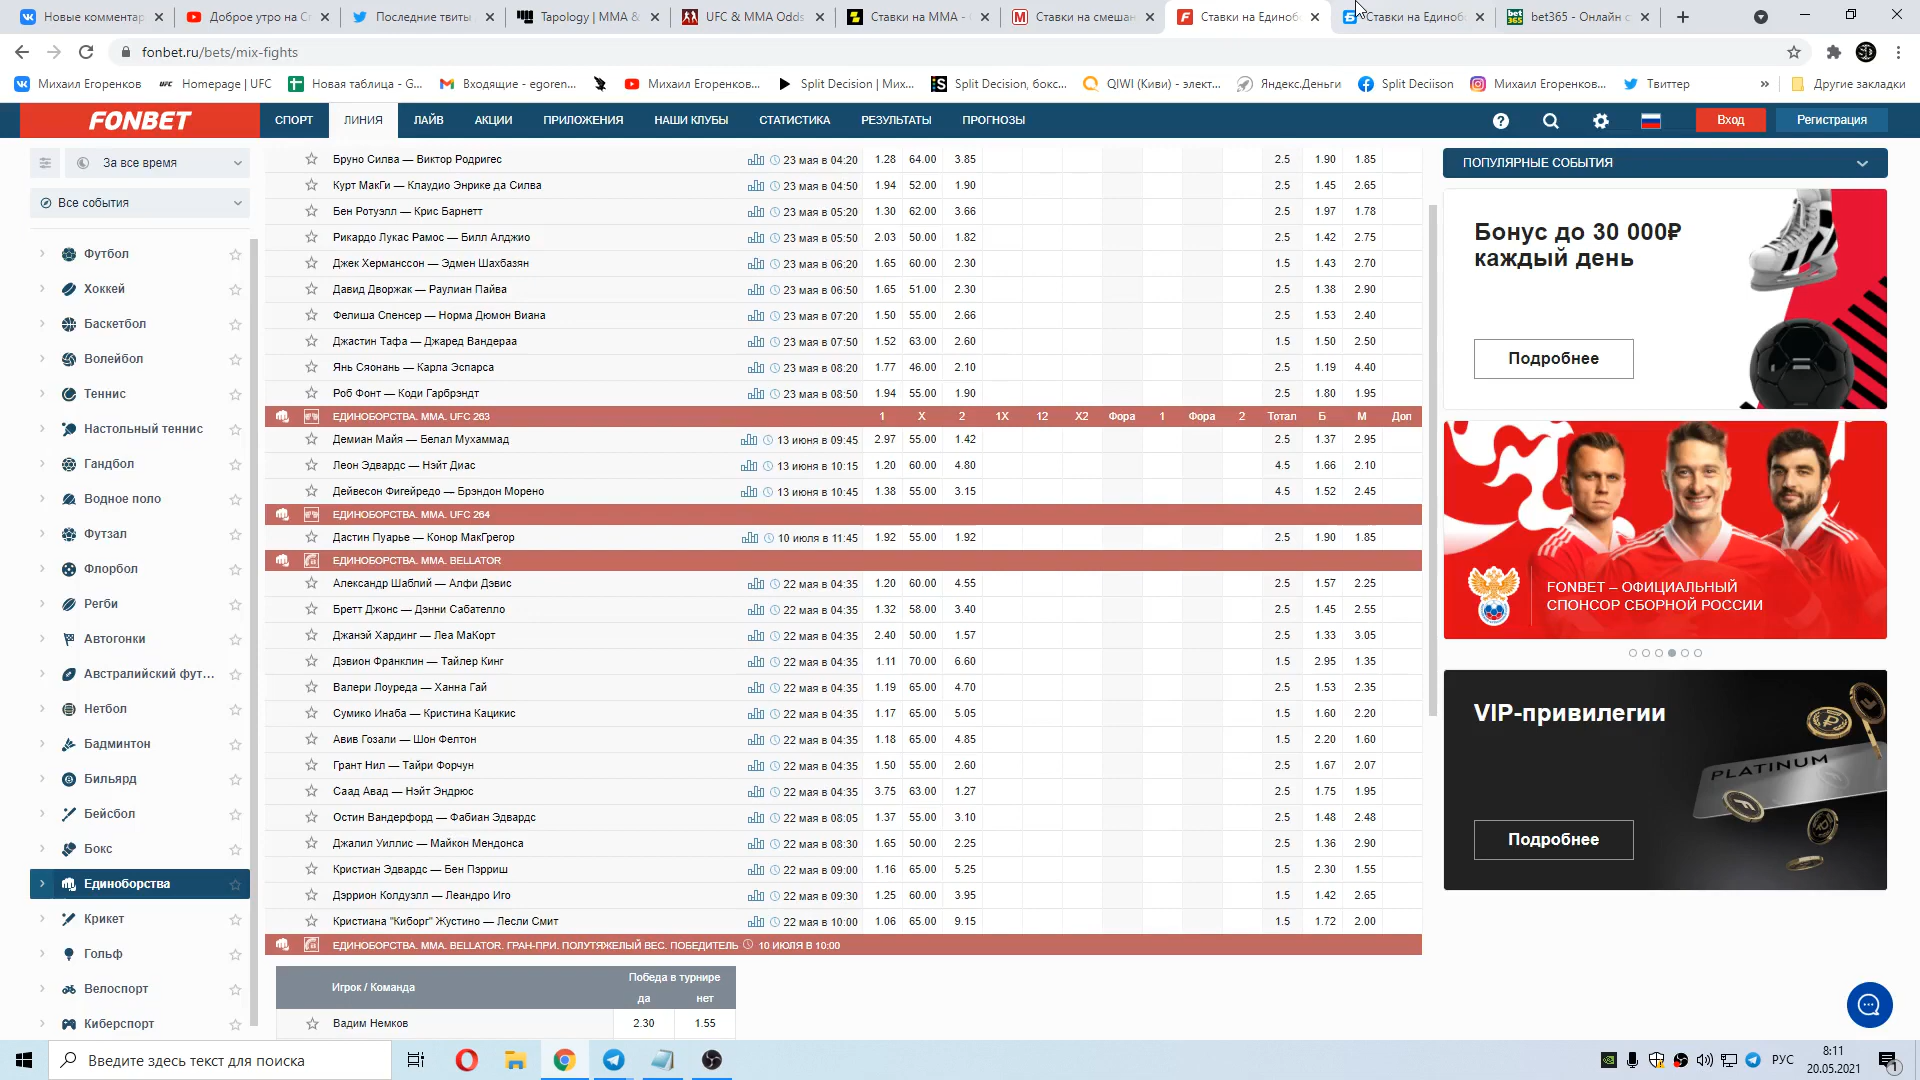 Новые коммента
Доброе утро на С
Последние твиты
Tapology | MMA &
UFC & MMA Odds
Ставки на ММА -
Ставки на смешан
Ставки на Единоб
Ставки на Единоб
bet365 - Онлайн с
fonbet.ru/bets/mix-fights
Михаил Егоренков
Homepage | UFC
Новая таблица - G...
Входящие - egoren...
Михаил Егоренков...
Split Decision | Мих...
Split Decision, бокс...
QIWI (Киви) - элект...
Яндекс.Деньги
Split Deciison
Михаил Егоренков...
Твиттер
»
Другие закладки
FONBET
СПОРТ
ЛИНИЯ
ЛАЙВ
АКЦИИ
ПРИЛОЖЕНИЯ
НАШИ КЛУБЫ
СТАТИСТИКА
РЕЗУЛЬТАТЫ
ПРОГНОЗЫ
Вход
Регистрация
За все время
Все события
Футбол
Хоккей
Баскетбол
Волейбол
Теннис
Настольный теннис
Гандбол
Водное поло
Футзал
Флорбол
Регби
Автогонки
Австралийский фут...
Нетбол
Бадминтон
Бильярд
Бейсбол
Бокс
Единоборства
Крикет
Гольф
Велоспорт
Киберспорт
Бруно Силва — Виктор Родригес 23 мая в 04:20 1.28 64.00 3.85 2.5 1.90 1.85
Курт МакГи — Клаудио Энрике да Силва 23 мая в 04:50 1.94 52.00 1.90 2.5 1.45 2.65
Бен Ротуэлл — Крис Барнетт 23 мая в 05:20 1.30 62.00 3.66 2.5 1.97 1.78
Рикардо Лукас Рамос — Билл Алджио 23 мая в 05:50 2.03 50.00 1.82 2.5 1.42 2.75
Джек Херманссон — Эдмен Шахбазян 23 мая в 06:20 1.65 60.00 2.30 1.5 1.43 2.70
Давид Дворжак — Раулиан Пайва 23 мая в 06:50 1.65 51.00 2.30 2.5 1.38 2.90
Фелиша Спенсер — Норма Дюмон Виана 23 мая в 07:20 1.50 55.00 2.66 2.5 1.53 2.40
Джастин Тафа — Джаред Вандераа 23 мая в 07:50 1.52 63.00 2.60 1.5 1.50 2.50
Янь Сяонань — Карла Эспарса 23 мая в 08:20 1.77 46.00 2.10 2.5 1.19 4.40
Роб Фонт — Коди Гарбрэндт 23 мая в 08:50 1.94 55.00 1.90 2.5 1.80 1.95
ЕДИНОБОРСТВА. ММА. UFC 263 1 X 2 1X 12 X2 Фора 1 Фора 2 Тотал Б М Доп
Демиан Майя — Белал Мухаммад 13 июня в 09:45 2.97 55.00 1.42 2.5 1.37 2.95
Леон Эдвардс — Нэйт Диас 13 июня в 10:15 1.20 60.00 4.80 4.5 1.66 2.10
Дейвесон Фигейредо — Брэндон Морено 13 июня в 10:45 1.38 55.00 3.15 4.5 1.52 2.45
ЕДИНОБОРСТВА. ММА. UFC 264
Дастин Пуарье — Конор МакГрегор 10 июля в 11:45 1.92 55.00 1.92 2.5 1.90 1.85
ЕДИНОБОРСТВА. ММА. BELLATOR
Александр Шаблий — Алфи Дэвис 22 мая в 04:35 1.20 60.00 4.55 2.5 1.57 2.25
Бретт Джонс — Дэнни Сабателло 22 мая в 04:35 1.32 58.00 3.40 2.5 1.45 2.55
Джанэй Хардинг — Леа МаКорт 22 мая в 04:35 2.40 50.00 1.57 2.5 1.33 3.05
Дэвион Франклин — Тайлер Кинг 22 мая в 04:35 1.11 70.00 6.60 1.5 2.95 1.35
Валери Лоуреда — Ханна Гай 22 мая в 04:35 1.19 65.00 4.70 2.5 1.53 2.35
Сумико Инаба — Кристина Кацикис 22 мая в 04:35 1.17 65.00 5.05 1.5 1.60 2.20
Авив Гозали — Шон Фелтон 22 мая в 04:35 1.18 65.00 4.85 1.5 2.20 1.60
Грант Нил — Тайри Форчун 22 мая в 04:35 1.50 55.00 2.60 2.5 1.67 2.07
Саад Авад — Нэйт Эндрюс 22 мая в 04:35 3.75 63.00 1.27 2.5 1.75 1.95
Остин Вандерфорд — Фабиан Эдвардс 22 мая в 08:05 1.37 55.00 3.10 2.5 1.48 2.48
Джалил Уиллис — Майкон Мендонса 22 мая в 08:30 1.65 50.00 2.25 2.5 1.36 2.90
Кристиан Эдвардс — Бен Пэрриш 22 мая в 09:00 1.16 65.00 5.25 1.5 2.30 1.55
Дэррион Колдуэлл — Леандро Иго 22 мая в 09:30 1.25 60.00 3.95 1.5 1.42 2.65
Кристиана "Киборг" Жустино — Лесли Смит 22 мая в 10:00 1.06 65.00 9.15 1.5 1.72 2.00
ЕДИНОБОРСТВА. ММА. BELLATOR. ГРАН-ПРИ. ПОЛУТЯЖЕЛЫЙ ВЕС. ПОБЕДИТЕЛЬ 10 ИЮЛЯ В 10:00
Игрок / Команда
Победа в турнире
да нет
Вадим Немков 2.30 1.55
ПОПУЛЯРНЫЕ СОБЫТИЯ
Бонус до 30 000₽
каждый день
Подробнее
FONBET – ОФИЦИАЛЬНЫЙ
СПОНСОР СБОРНОЙ РОССИИ
VIP-привилегии
PLATINUM
Подробнее
Введите здесь текст для поиска
РУС
8:11
20.05.2021
1